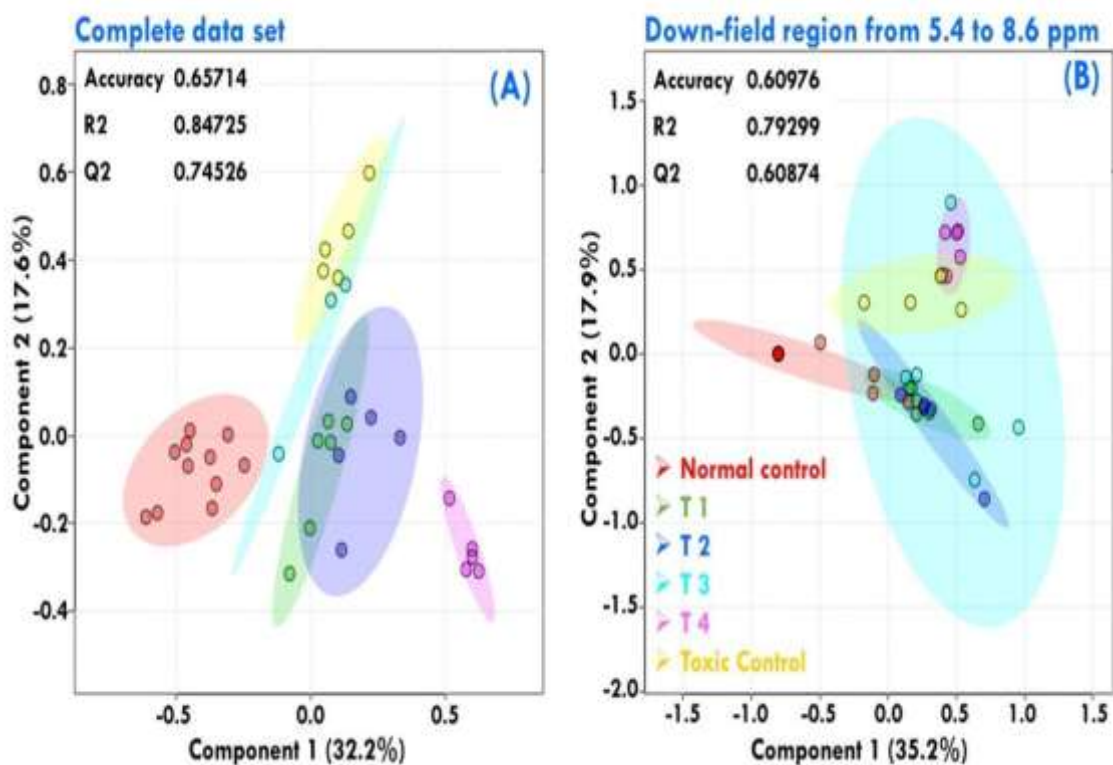 Complete data set
(A)
Accuracy 0.65714
R2 0.84725
Q2 0.74526
0.8
0.6
0.4
0.2
0.0
-0.2
-0.4
Component 2 (17.6%)
-0.5 0.0 0.5
Component 1 (32.2%)
Down-field region from 5.4 to 8.6 ppm
(B)
Accuracy 0.60976
R2 0.79299
Q2 0.60874
1.5
1.0
0.5
0.0
-0.5
-1.0
-1.5
-2.0
Component 2 (17.9%)
Normal control
T 1
T 2
T 3
T 4
Toxic Control
-1.5 -1.0 -0.5 0.0 0.5 1.0 1.5
Component 1 (35.2%)